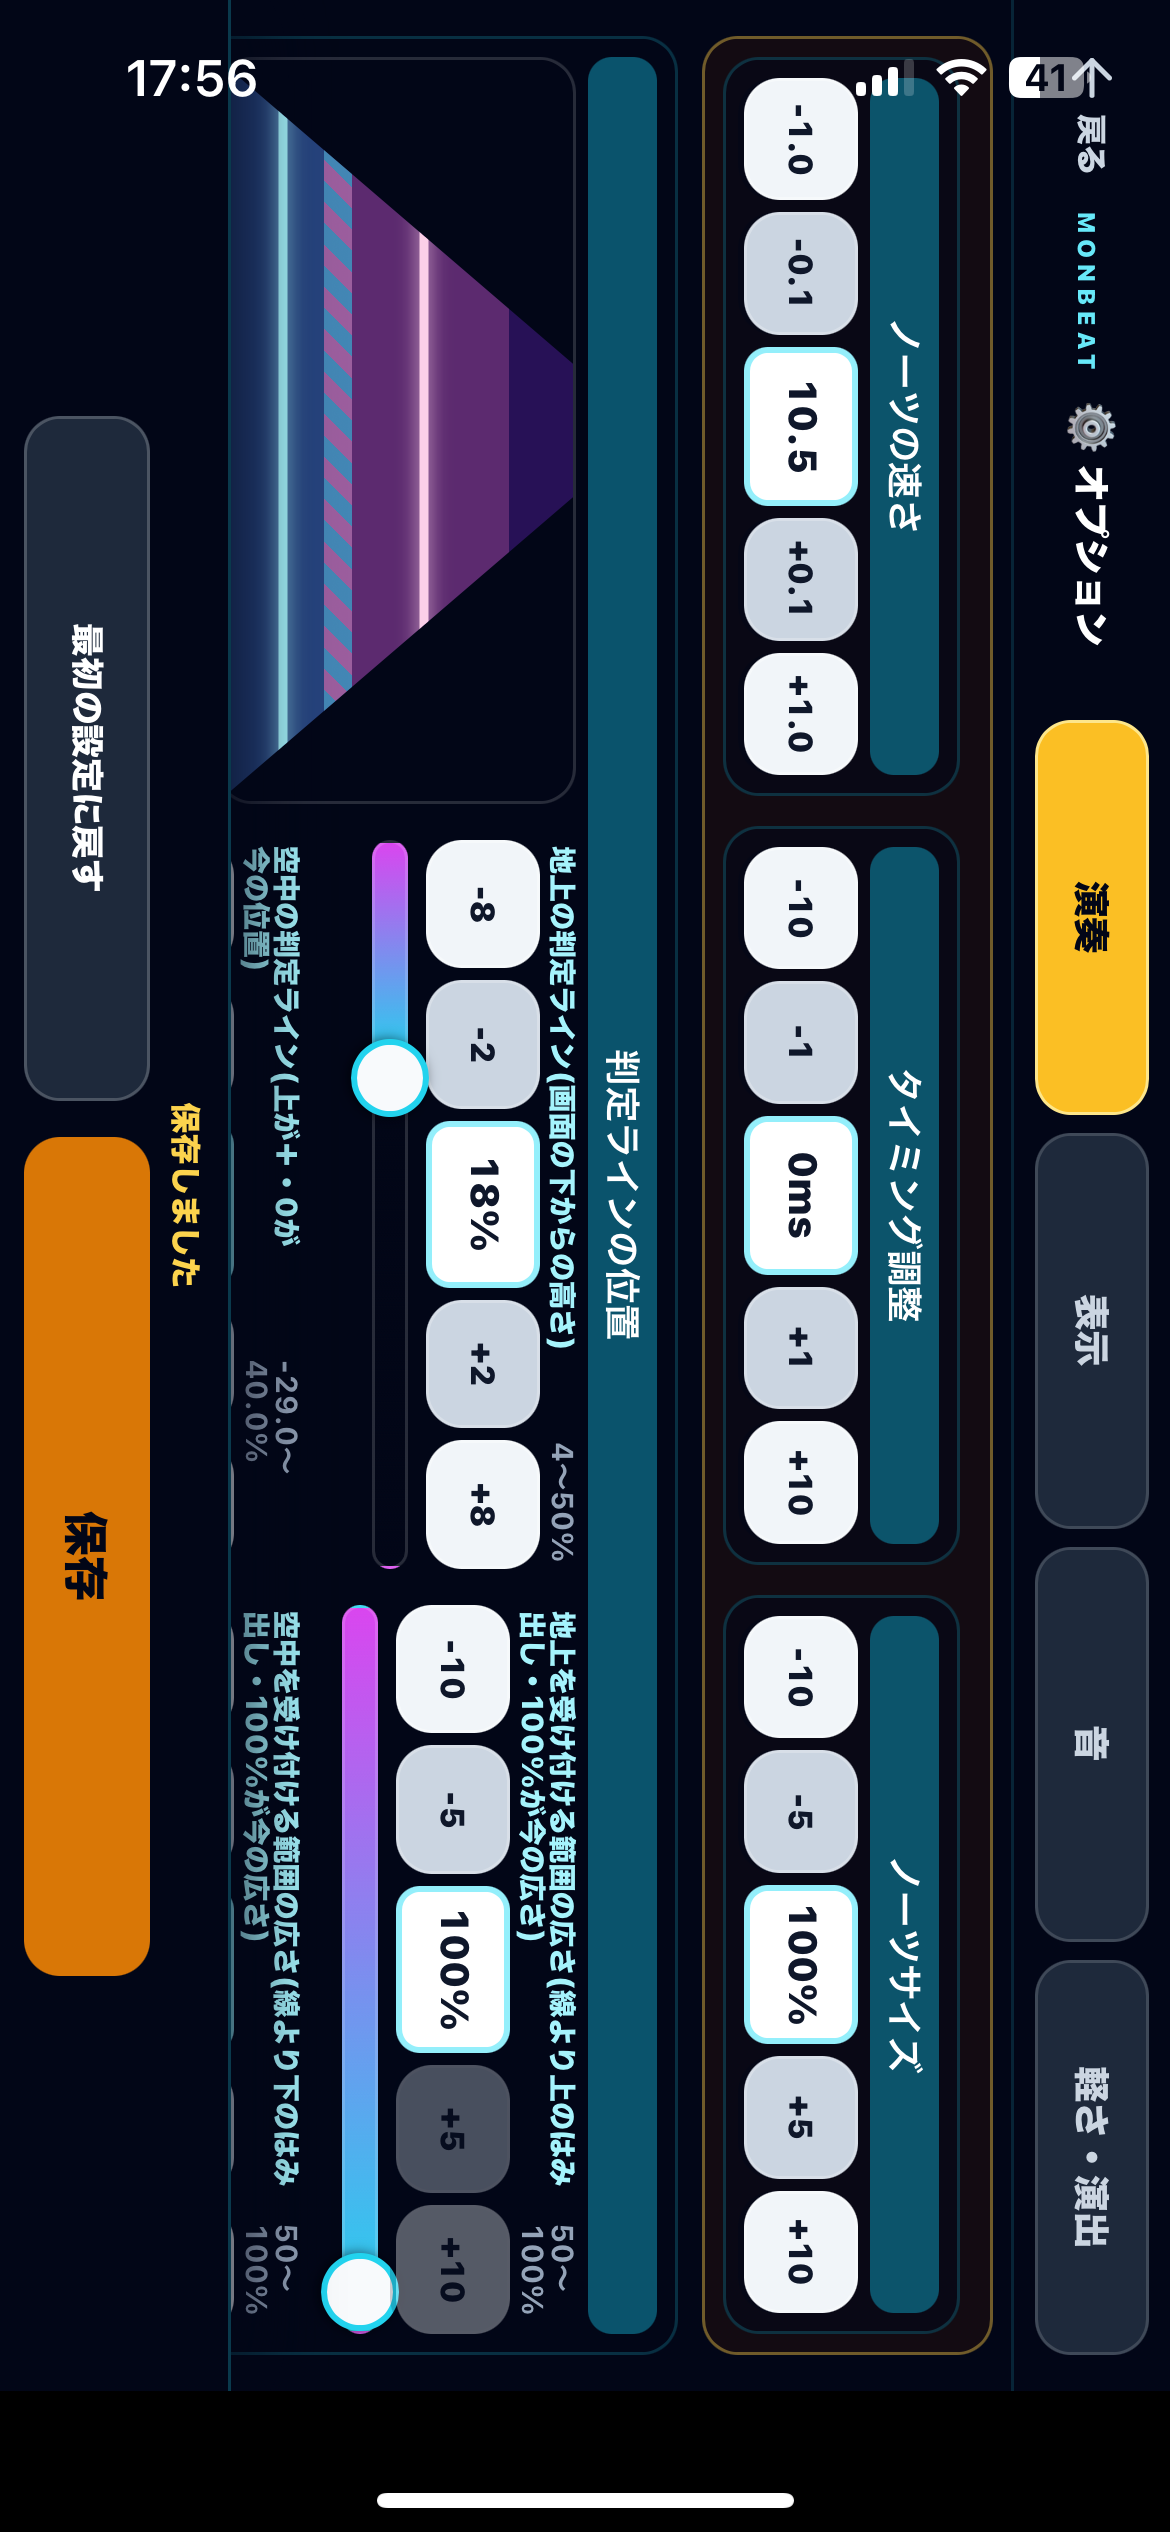 17:56
41
戻る
MONBEAT
オプション
演奏
表示
音
軽さ・演出
ノーツの速さ
-1.0
-0.1
10.5
+0.1
+1.0
タイミング調整
-10
-1
0ms
+1
+10
ノーツサイズ
-10
-5
100%
+5
+10
判定ラインの位置
地上の判定ライン(画面の下からの高さ)
4〜50%
-8
-2
18%
+2
+8
地上を受け付ける範囲の広さ(線より上のはみ
出し・100%が今の広さ)
50〜
100%
-10
-5
100%
+5
+10
空中の判定ライン(上が＋・0が
今の位置)
-29.0〜
40.0%
空中を受け付ける範囲の広さ(線より下のはみ
出し・100%が今の広さ)
50〜
100%
保存しました
最初の設定に戻す
保存